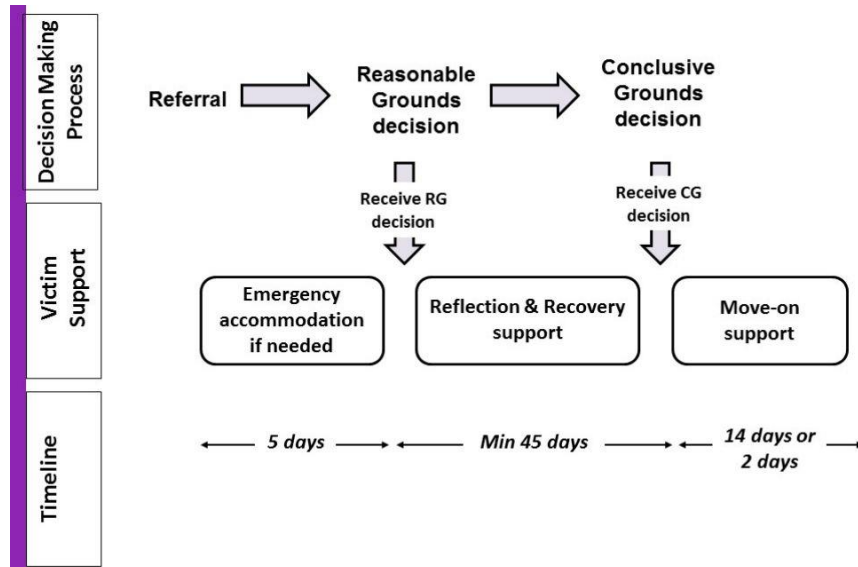 Decision Making
Process
Referral
Reasonable
Grounds
decision
Conclusive
Grounds
decision
Receive RG
decision
Receive CG
decision
Victim
Support
Emergency
accommodation
if needed
Reflection & Recovery
support
Move-on
support
Timeline
5 days
Min 45 days
14 days or
2 days